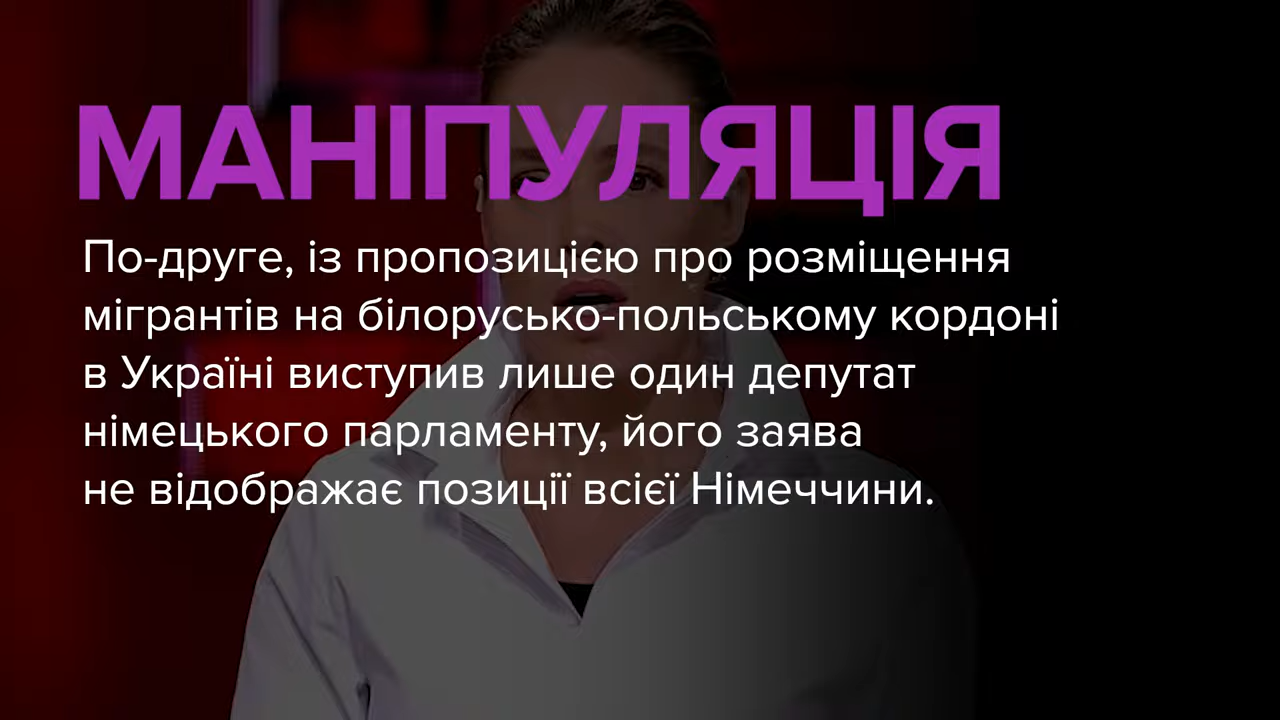 МАНІПУЛЯЦІЯ
По-друге, із пропозицією про розміщення
мігрантів на білорусько-польському кордоні
в Україні виступив лише один депутат
німецького парламенту, його заява
не відображає позиції всієї Німеччини.